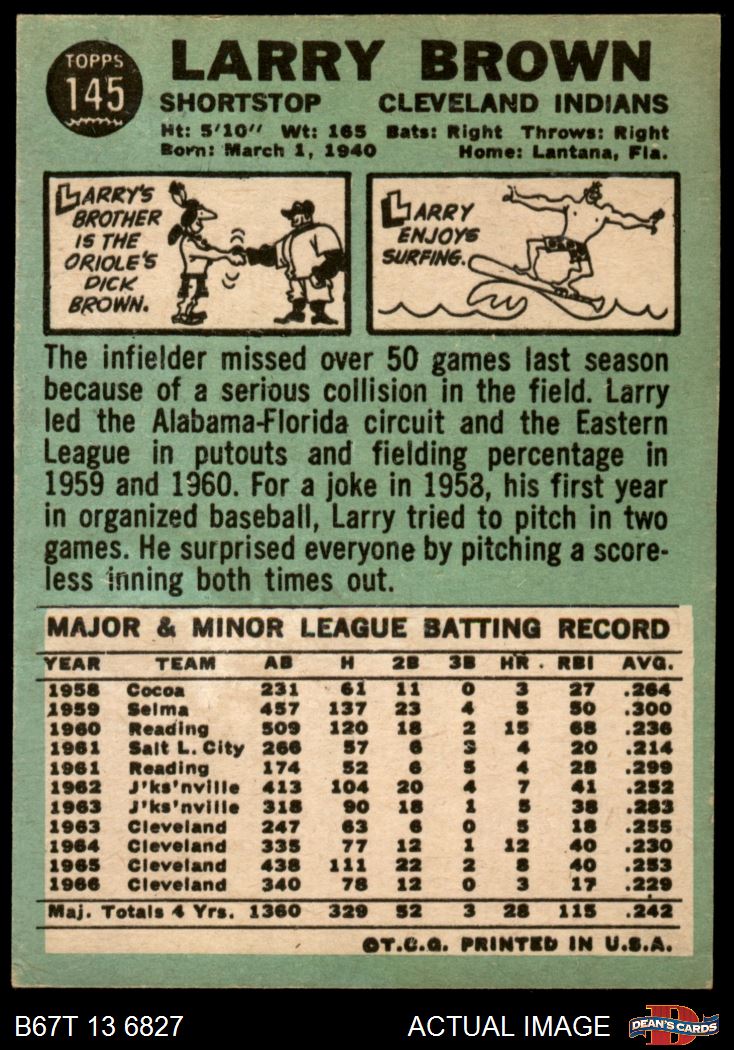 TOPPS
145
LARRY BROWN
SHORTSTOP CLEVELAND INDIANS
Ht: 5'10" Wt: 165 Bats: Right Throws: Right
Born: March 1, 1940 Home: Lantana, Fla.
LARRY'S
BROTHER
IS THE
ORIOLE'S
DICK
BROWN.
LARRY
ENJOYS
SURFING.
The infielder missed over 50 games last season
because of a serious collision in the field. Larry
led the Alabama-Florida circuit and the Eastern
League in putouts and fielding percentage in
1959 and 1960. For a joke in 1958, his first year
in organized baseball, Larry tried to pitch in two
games. He surprised everyone by pitching a score-
less inning both times out.
MAJOR & MINOR LEAGUE BATTING RECORD
YEAR TEAM AB H 2B 3B HR. RBI AVG.
1958 Cocoa 231 61 11 0 3 27 .264
1959 Selma 457 137 23 4 5 50 .300
1960 Reading 509 120 18 2 15 68 .236
1961 Salt L. City 266 57 6 3 4 20 .214
1961 Reading 174 52 6 5 4 28 .299
1962 J'ks'nville 413 104 20 4 7 41 .252
1963 J'ks'nville 318 90 18 1 5 38 .283
1963 Cleveland 247 63 6 0 5 18 .255
1964 Cleveland 335 77 12 1 12 40 .230
1965 Cleveland 438 111 22 2 8 40 .253
1966 Cleveland 340 78 12 0 3 17 .229
Maj. Totals 4 Yrs. 1360 329 52 3 28 115 .242
©T.C.G. PRINTED IN U.S.A.
B67T 13 6827 ACTUAL IMAGE DEAN'S CARDS